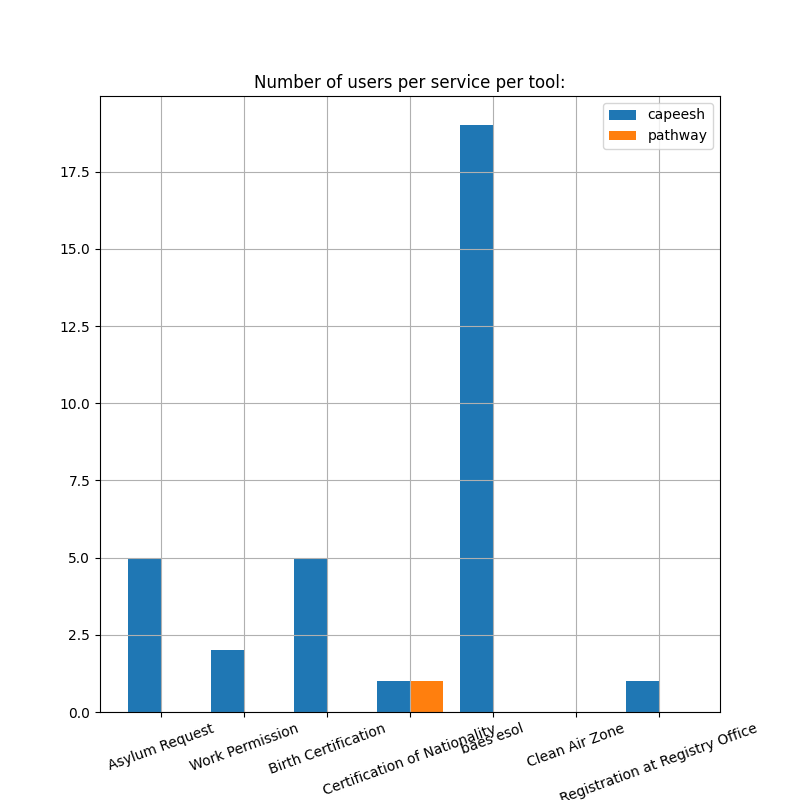 Number of users per service per tool:
capeesh
pathway
17.5
15.0
12.5
10.0
7.5
5.0
2.5
0.0
Asylum Request
Work Permission
Birth Certification
Certification of Nationality
baes esol
Clean Air Zone
Registration at Registry Office